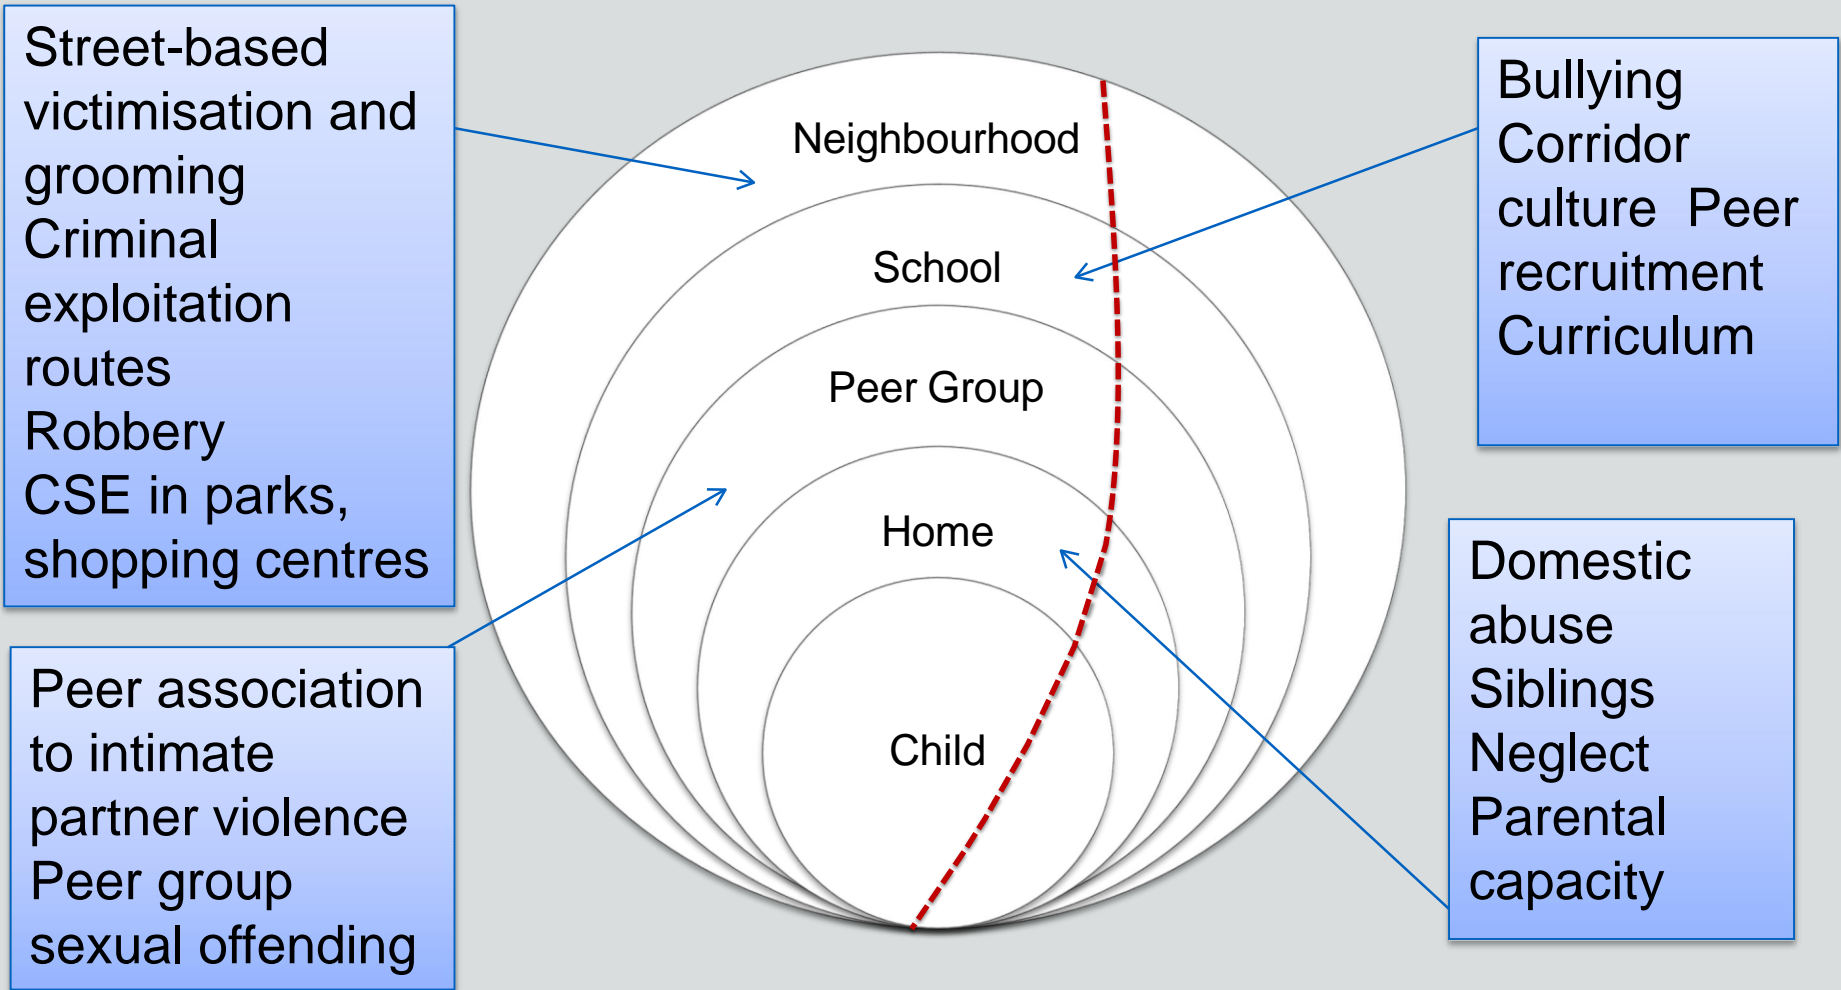 Street-based
victimisation and
grooming
Criminal
exploitation
routes
Robbery
CSE in parks,
shopping centres
Peer association
to intimate
partner violence
Peer group
sexual offending
Neighbourhood
School
Peer Group
Home
Child
Bullying
Corridor
culture  Peer
recruitment
Curriculum
Domestic
abuse
Siblings
Neglect
Parental
capacity